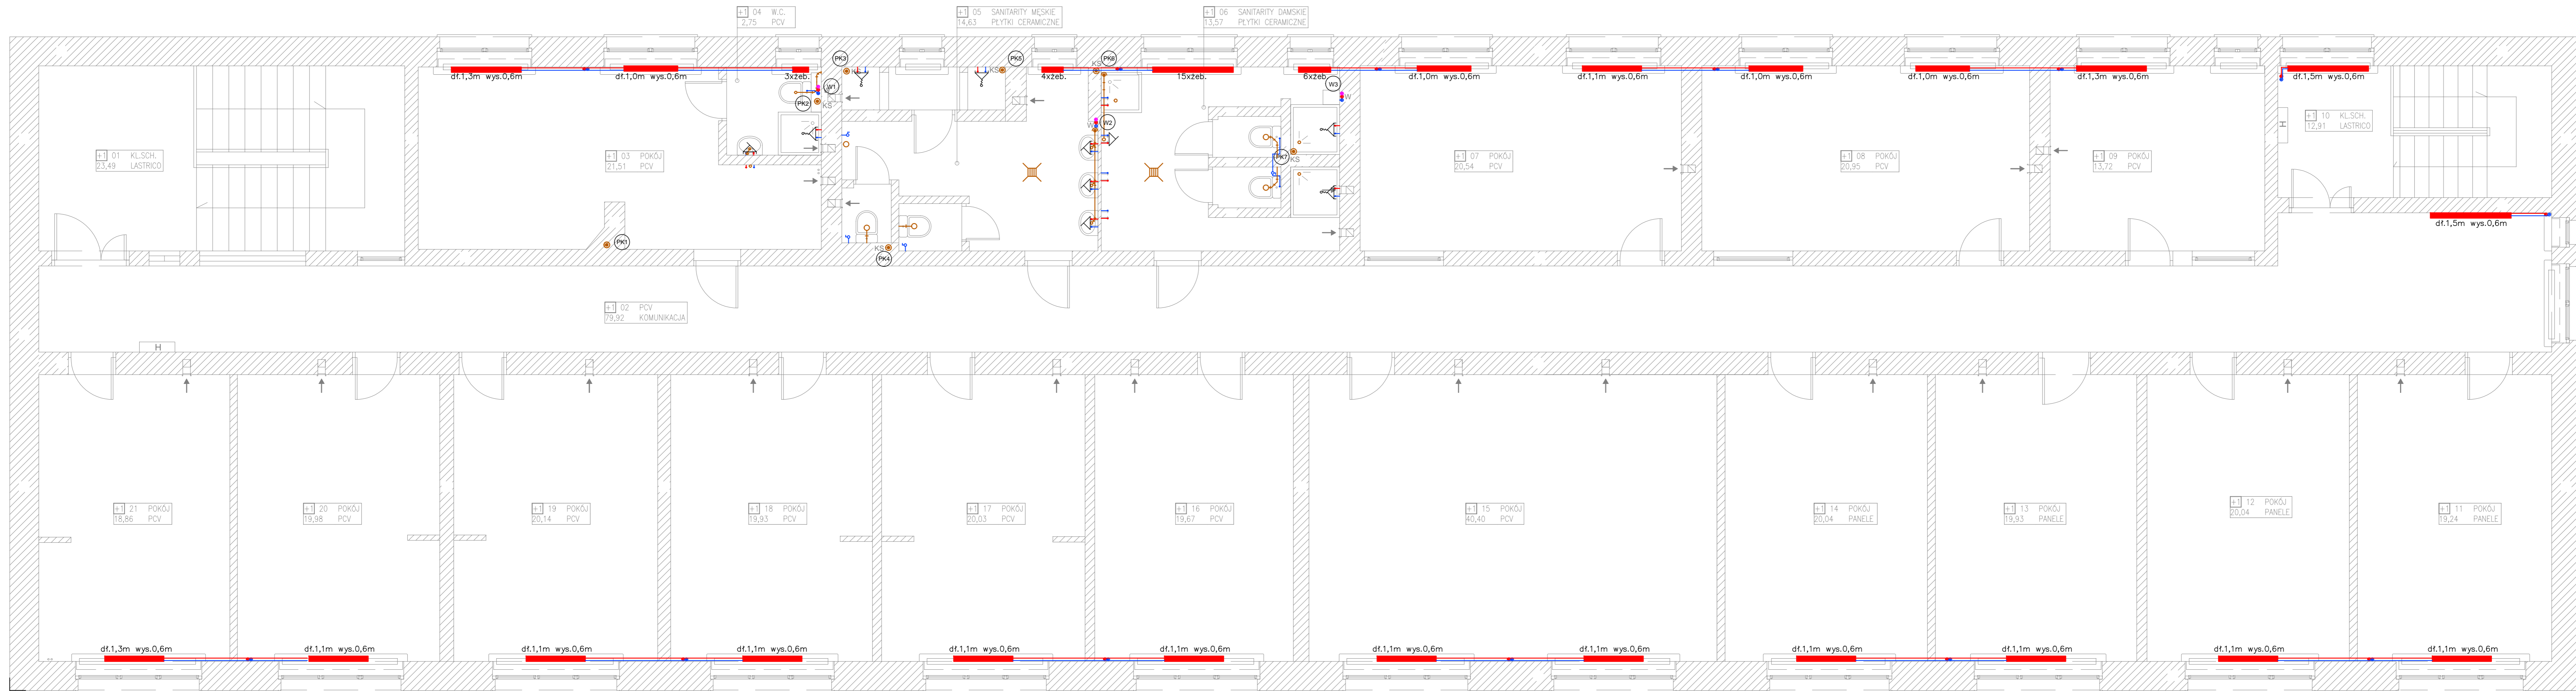 +1 04 W.C.
2,75 PCV
+1 05 SANITARITY MĘSKIE
14,63 PŁYTKI CERAMICZNE
+1 06 SANITARITY DAMSKIE
13,57 PŁYTKI CERAMICZNE
df.1,3m wys.0,6m
df.1,0m wys.0,6m
3xżeb.
4xżeb.
15xżeb.
6xżeb.
df.1,0m wys.0,6m
df.1,1m wys.0,6m
df.1,0m wys.0,6m
df.1,0m wys.0,6m
df.1,3m wys.0,6m
df.1,5m wys.0,6m
PK3
PK5
KS
PK6
KS
W1
PK2
KS
W3
W
W2
W
PK7
KS
H
+1 10 KL.SCH.
12,91 LASTRICO
+1 01 KL.SCH.
23,49 LASTRICO
+1 03 POKÓJ
21,51 PCV
+1 07 POKÓJ
20,54 PCV
+1 08 POKÓJ
20,95 PCV
+1 09 POKÓJ
13,72 PCV
df.1,5m wys.0,6m
PK1
KS
PK4
+1 02 PCV
79,92 KOMUNIKACJA
H
+1 21 POKÓJ
18,86 PCV
+1 20 POKÓJ
19,98 PCV
+1 19 POKÓJ
20,14 PCV
+1 18 POKÓJ
19,93 PCV
+1 17 POKÓJ
20,03 PCV
+1 16 POKÓJ
19,67 PCV
+1 15 POKÓJ
40,40 PCV
+1 14 POKÓJ
20,04 PANELE
+1 13 POKÓJ
19,93 PANELE
+1 12 POKÓJ
20,04 PANELE
+1 11 POKÓJ
19,24 PANELE
df.1,3m wys.0,6m
df.1,1m wys.0,6m
df.1,1m wys.0,6m
df.1,1m wys.0,6m
df.1,1m wys.0,6m
df.1,1m wys.0,6m
df.1,1m wys.0,6m
df.1,1m wys.0,6m
df.1,1m wys.0,6m
df.1,1m wys.0,6m
df.1,1m wys.0,6m
df.1,1m wys.0,6m